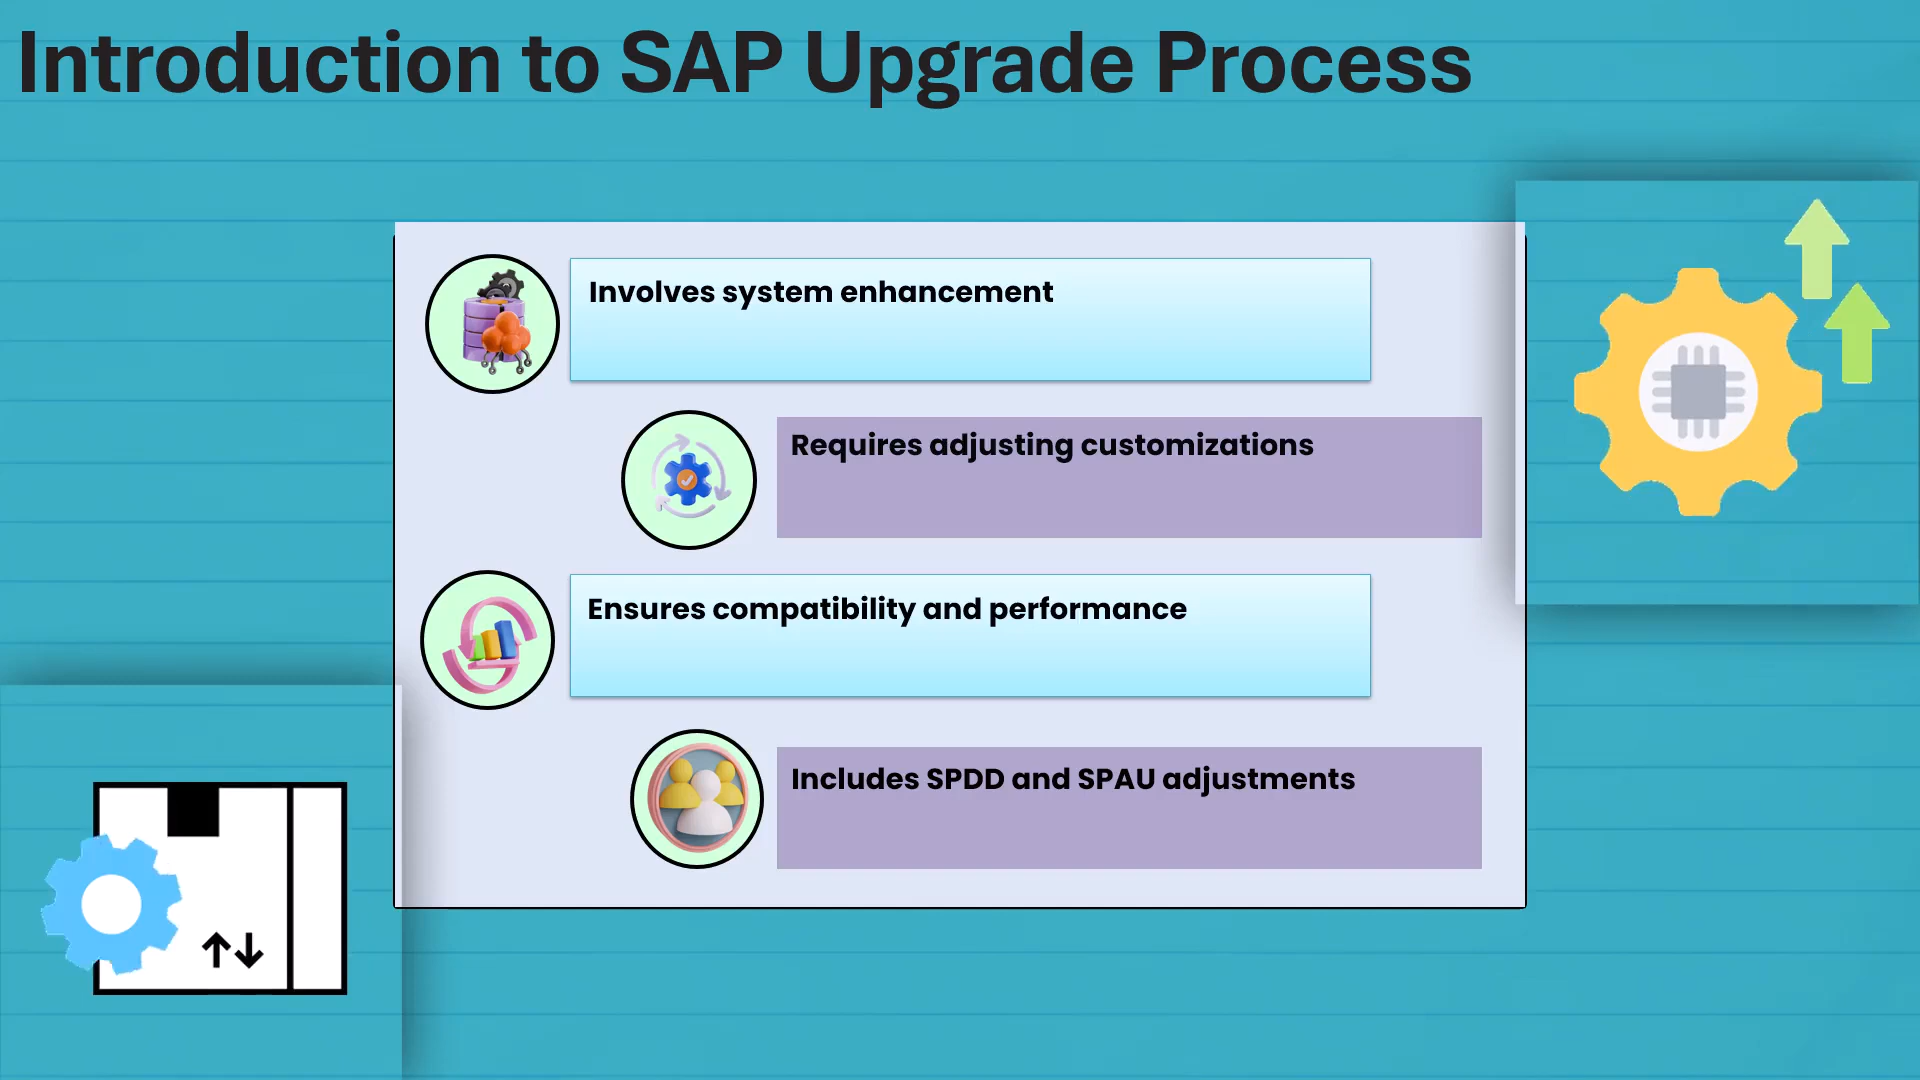 Introduction to SAP Upgrade Process
Involves system enhancement
Requires adjusting customizations
Ensures compatibility and performance
Includes SPDD and SPAU adjustments